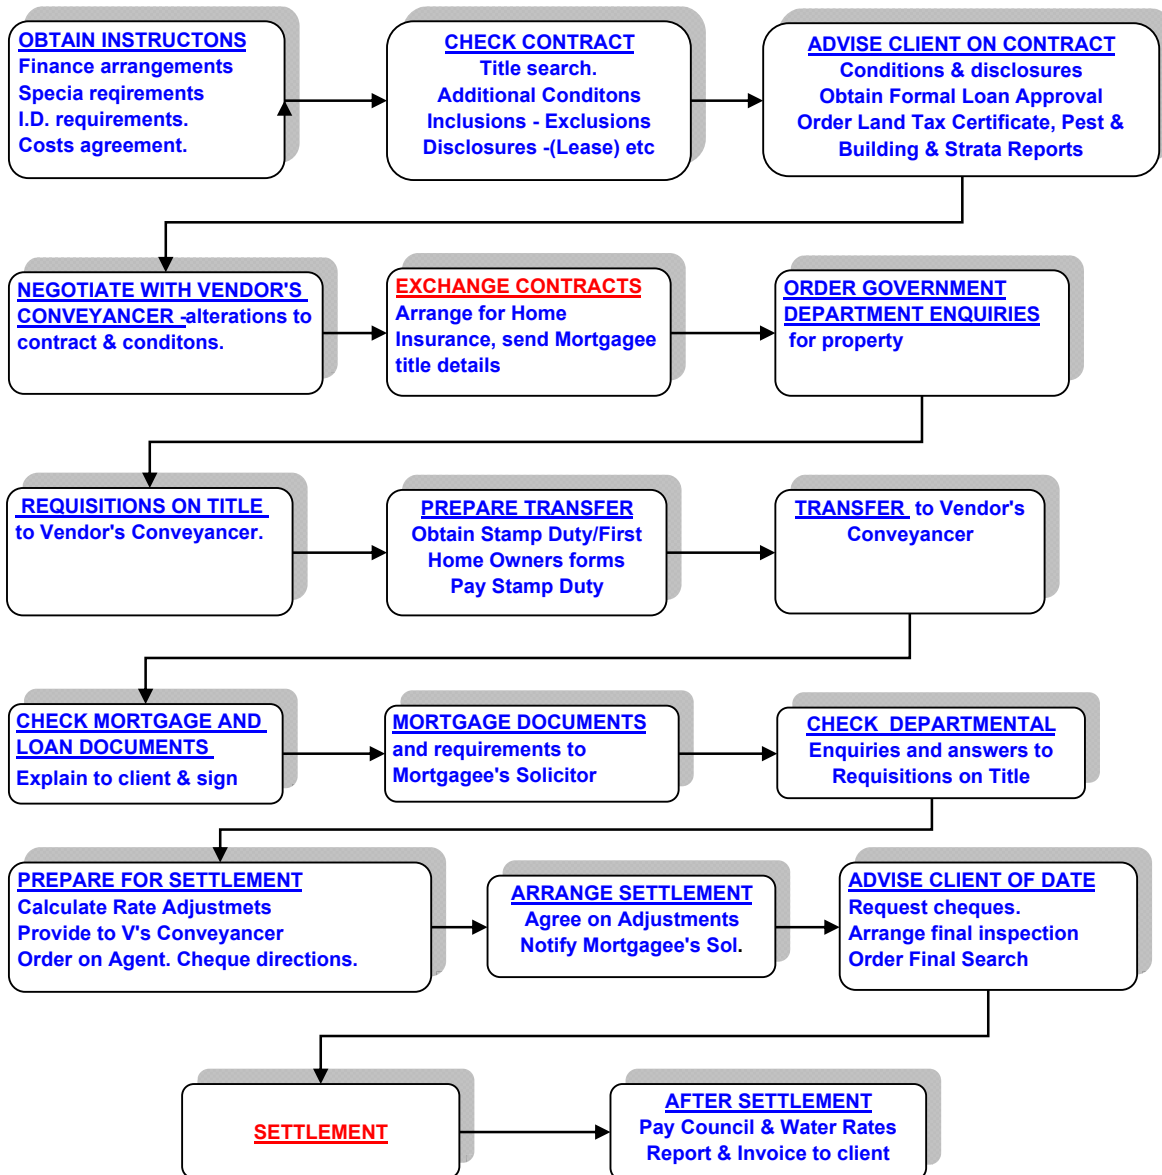 OBTAIN INSTRUCTONS
Finance arrangements
Specia reqirements
I.D. requirements.
Costs agreement.
CHECK CONTRACT
Title search.
Additional Conditons
Inclusions - Exclusions
Disclosures -(Lease) etc
ADVISE CLIENT ON CONTRACT
Conditions & disclosures
Obtain Formal Loan Approval
Order Land Tax Certificate, Pest &
Building & Strata Reports
NEGOTIATE WITH VENDOR'S
CONVEYANCER -alterations to
contract & conditons.
EXCHANGE CONTRACTS
Arrange for Home
Insurance, send Mortgagee
title details
ORDER GOVERNMENT
DEPARTMENT ENQUIRIES
for property
REQUISITIONS ON TITLE
to Vendor's Conveyancer.
PREPARE TRANSFER
Obtain Stamp Duty/First
Home Owners forms
Pay Stamp Duty
TRANSFER to Vendor's
Conveyancer
CHECK MORTGAGE AND
LOAN DOCUMENTS
Explain to client & sign
MORTGAGE DOCUMENTS
and requirements to
Mortgagee's Solicitor
CHECK DEPARTMENTAL
Enquiries and answers to
Requisitions on Title
PREPARE FOR SETTLEMENT
Calculate Rate Adjustmets
Provide to V's Conveyancer
Order on Agent. Cheque directions.
ARRANGE SETTLEMENT
Agree on Adjustments
Notify Mortgagee's Sol.
ADVISE CLIENT OF DATE
Request cheques.
Arrange final inspection
Order Final Search
SETTLEMENT
AFTER SETTLEMENT
Pay Council & Water Rates
Report & Invoice to client